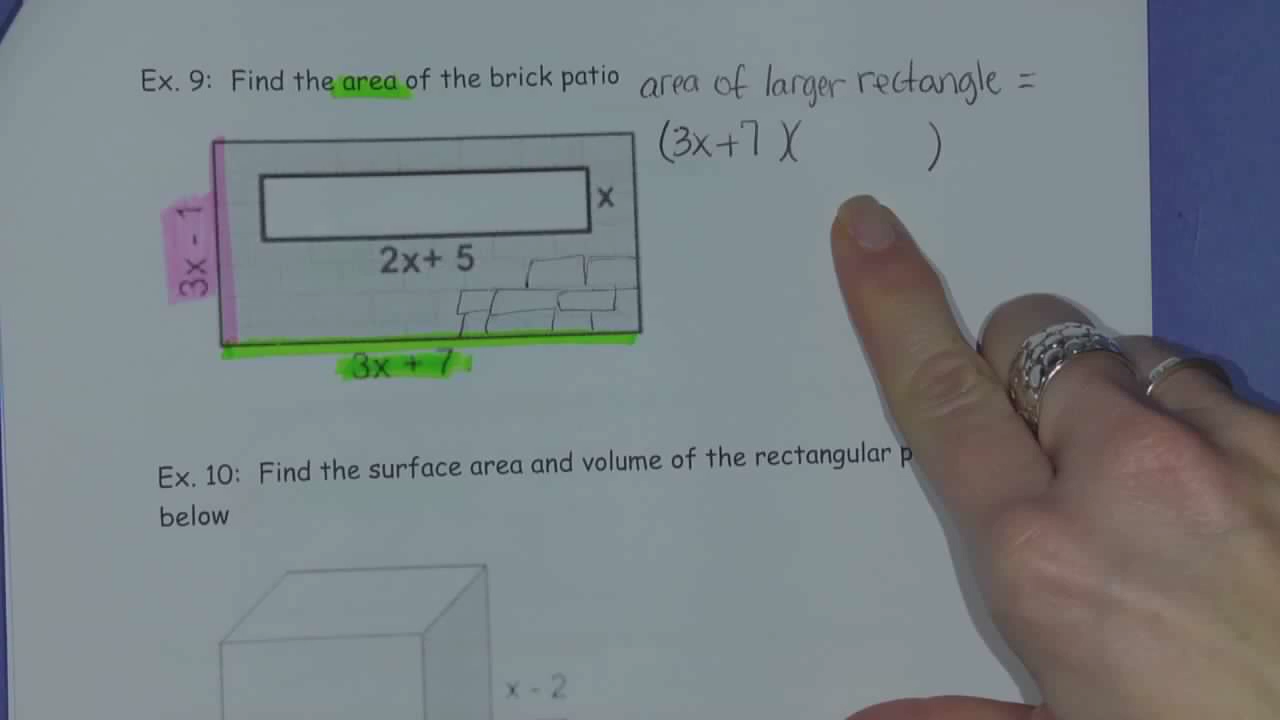 Ex. 9: Find the area of the brick patio
area of larger rectangle =
(3x+7)( )
3x - 1
x
2x+ 5
3x + 7
Ex. 10: Find the surface area and volume of the rectangular
below
x - 2